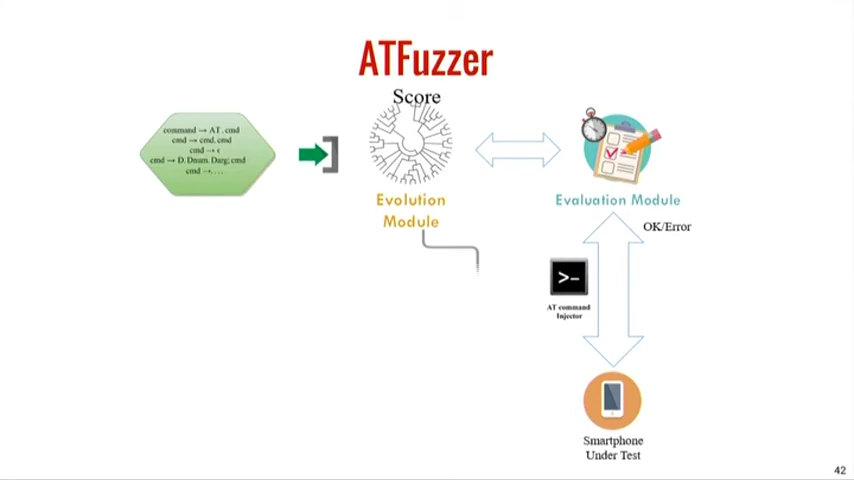 ATFuzzer
Score
command → AT . cmd
cmd → cmd. cmd
cmd → ϵ
cmd → D. Dnum. Darg; cmd
cmd →. . . .
Evolution
Module
Evaluation Module
OK/Error
>-
AT command
Injector
Smartphone
Under Test
42